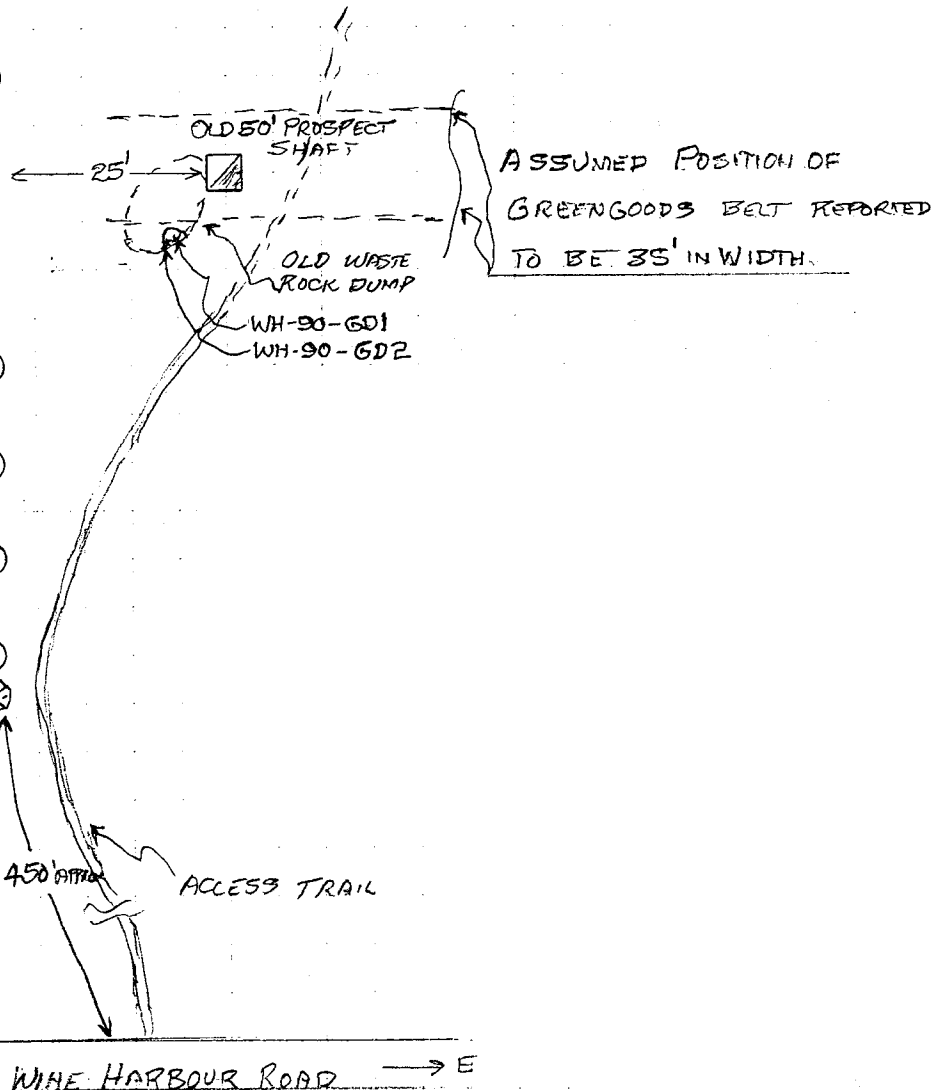 OLD 50' PROSPECT
SHAFT
25'
ASSUMED POSITION OF
GREENGOODS BELT REPORTED
TO BE 35' IN WIDTH.
OLD WASTE
ROCK DUMP
WH-90-GD1
WH-90-GD2
450' APPROX
ACCESS TRAIL
WINE HARBOUR ROAD → E